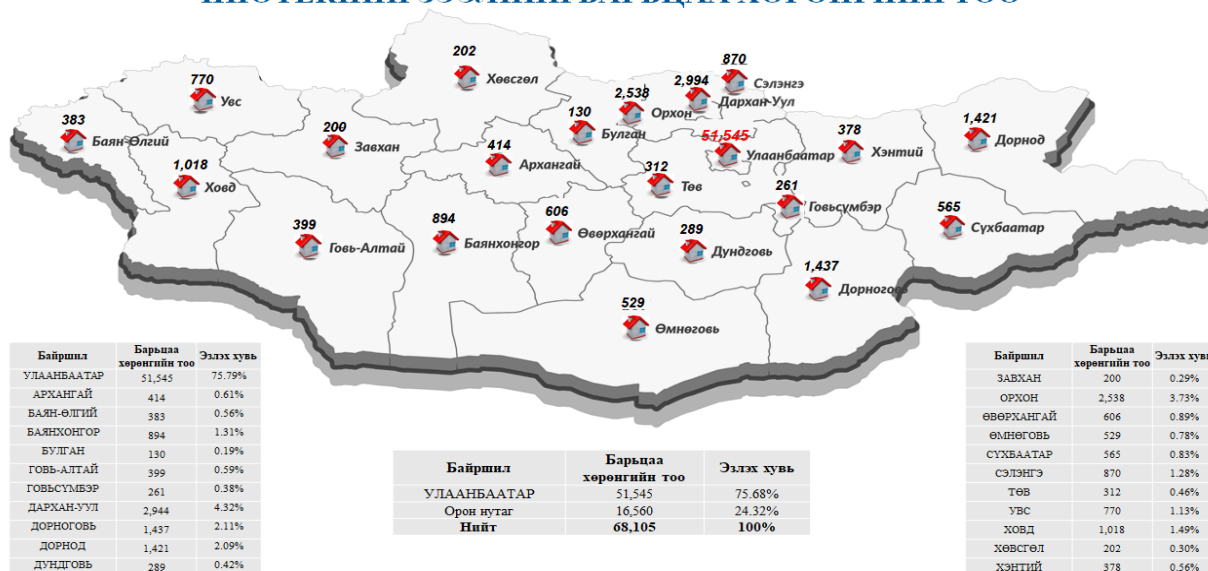 ИПОТЕКИЙН ЗЭЭЛИЙН БАРЬЦАА ХӨРӨНГИЙН ТОО
202
Хөвсгөл
770
Увс
870
Сэлэнгэ
2,994
Дархан-Уул
2,538
Орхон
130
Булган
383
Баян-Өлгий
200
Завхан
414
Архангай
51,545
Улаанбаатар
378
Хэнтий
1,421
Дорнод
1,018
Ховд
312
Төв
261
Говьсүмбэр
565
Сүхбаатар
399
Говь-Алтай
894
Баянхонгор
606
Өвөрхангай
289
Дундговь
1,437
Дорноговь
529
Өмнөговь
Байршил Барьцаа хөрөнгийн тоо Эзлэх хувь
УЛААНБААТАР 51,545 75.79%
АРХАНГАЙ 414 0.61%
БАЯН-ӨЛГИЙ 383 0.56%
БАЯНХОНГОР 894 1.31%
БУЛГАН 130 0.19%
ГОВЬ-АЛТАЙ 399 0.59%
ГОВЬСҮМБЭР 261 0.38%
ДАРХАН-УУЛ 2,944 4.32%
ДОРНОГОВЬ 1,437 2.11%
ДОРНОД 1,421 2.09%
ДУНДГОВЬ 289 0.42%
Байршил Барьцаа хөрөнгийн тоо Эзлэх хувь
УЛААНБААТАР 51,545 75.68%
Орон нутаг 16,560 24.32%
Нийт 68,105 100%
Байршил Барьцаа хөрөнгийн тоо Эзлэх хувь
ЗАВХАН 200 0.29%
ОРХОН 2,538 3.73%
ӨВӨРХАНГАЙ 606 0.89%
ӨМНӨГОВЬ 529 0.78%
СҮХБААТАР 565 0.83%
СЭЛЭНГЭ 870 1.28%
ТӨВ 312 0.46%
УВС 770 1.13%
ХОВД 1,018 1.49%
ХӨВСГӨЛ 202 0.30%
ХЭНТИЙ 378 0.56%